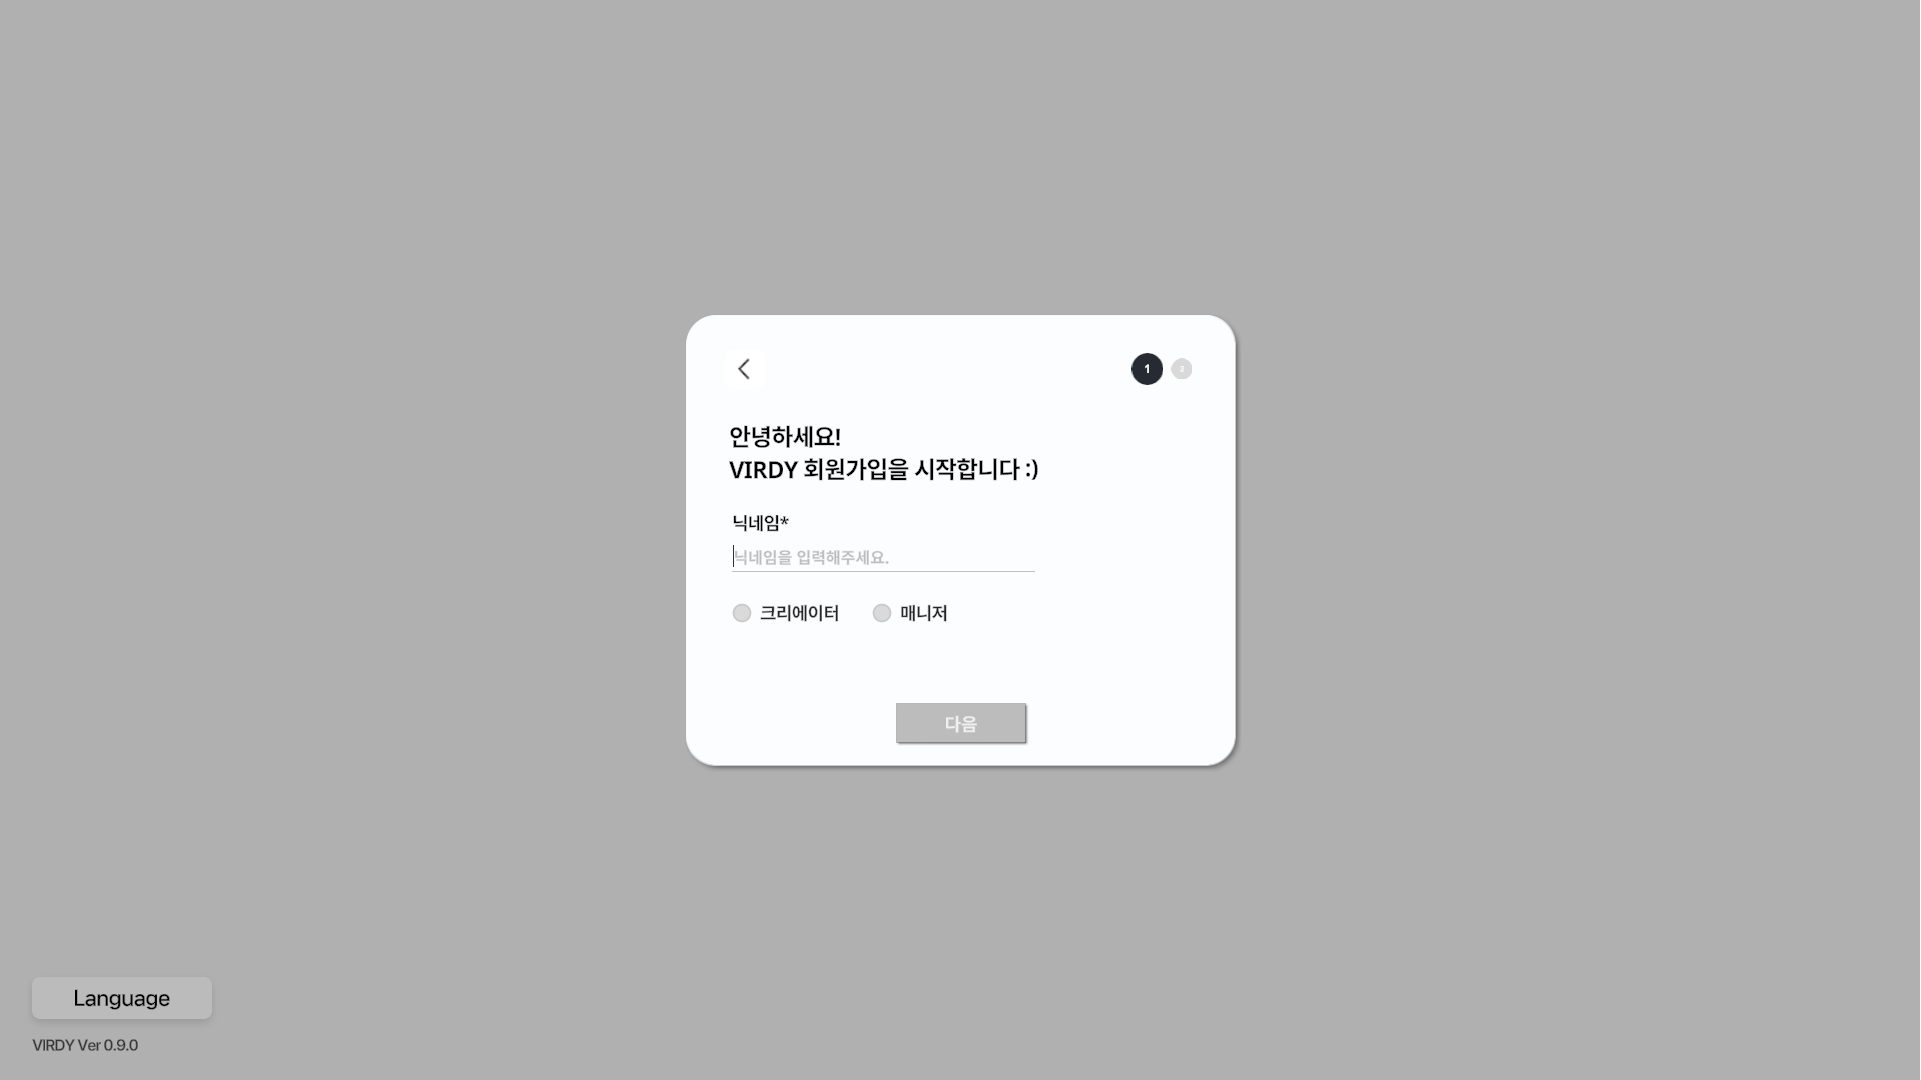 1 2
안녕하세요!
VIRDY 회원가입을 시작합니다 :)
닉네임*
닉네임을 입력해주세요.
크리에이터 매니저
다음
Language
VIRDY Ver 0.9.0